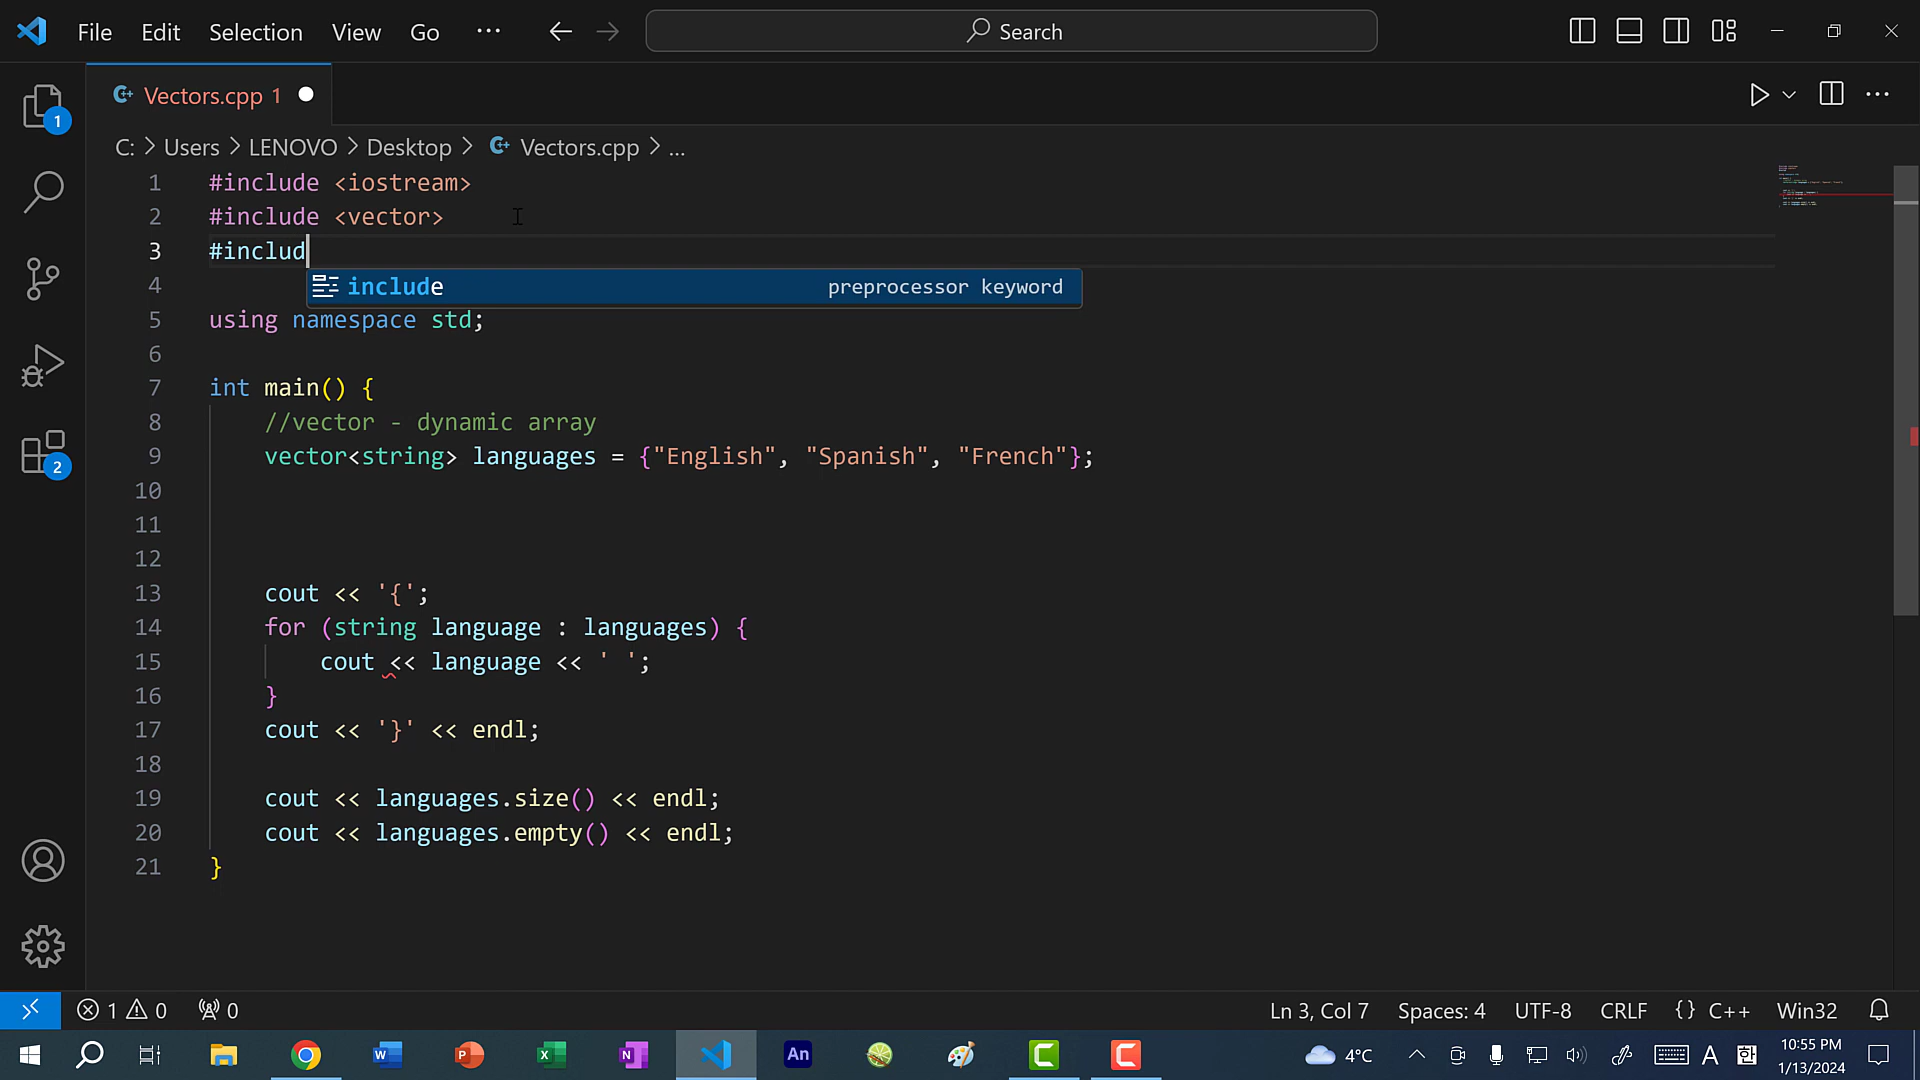 File Edit Selection View Go ··· Search
Vectors.cpp 1
C: > Users > LENOVO > Desktop > Vectors.cpp > ...
1 #include <iostream>
2 #include <vector>
3 #includ
include preprocessor keyword
4
5 using namespace std;
6
7 int main() {
8 //vector - dynamic array
9 vector<string> languages = {"English", "Spanish", "French"};
10
11
12
13 cout << '{';
14 for (string language : languages) {
15 cout << language << ' ';
16 }
17 cout << '}' << endl;
18
19 cout << languages.size() << endl;
20 cout << languages.empty() << endl;
21 }
1
2
1 0 0 Ln 3, Col 7 Spaces: 4 UTF-8 CRLF {} C++ Win32
W P X N An 4°C A 한 10:55 PM
1/13/2024